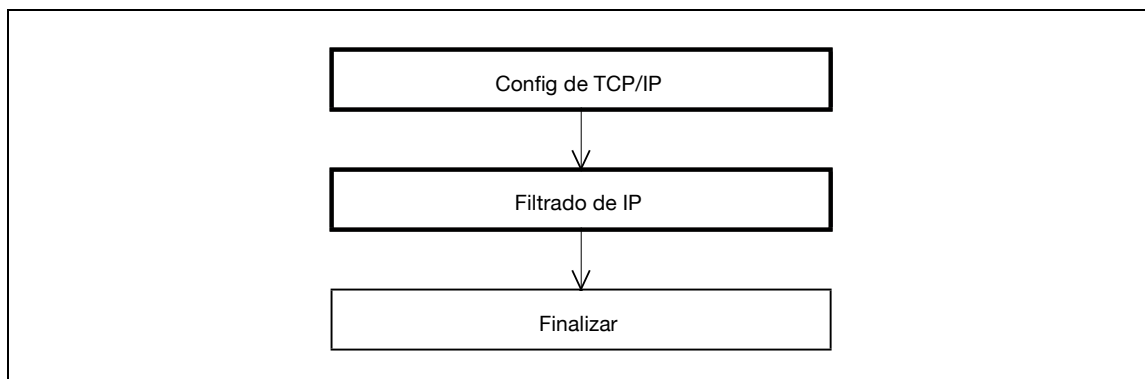 Config de TCP/IP
Filtrado de IP
Finalizar